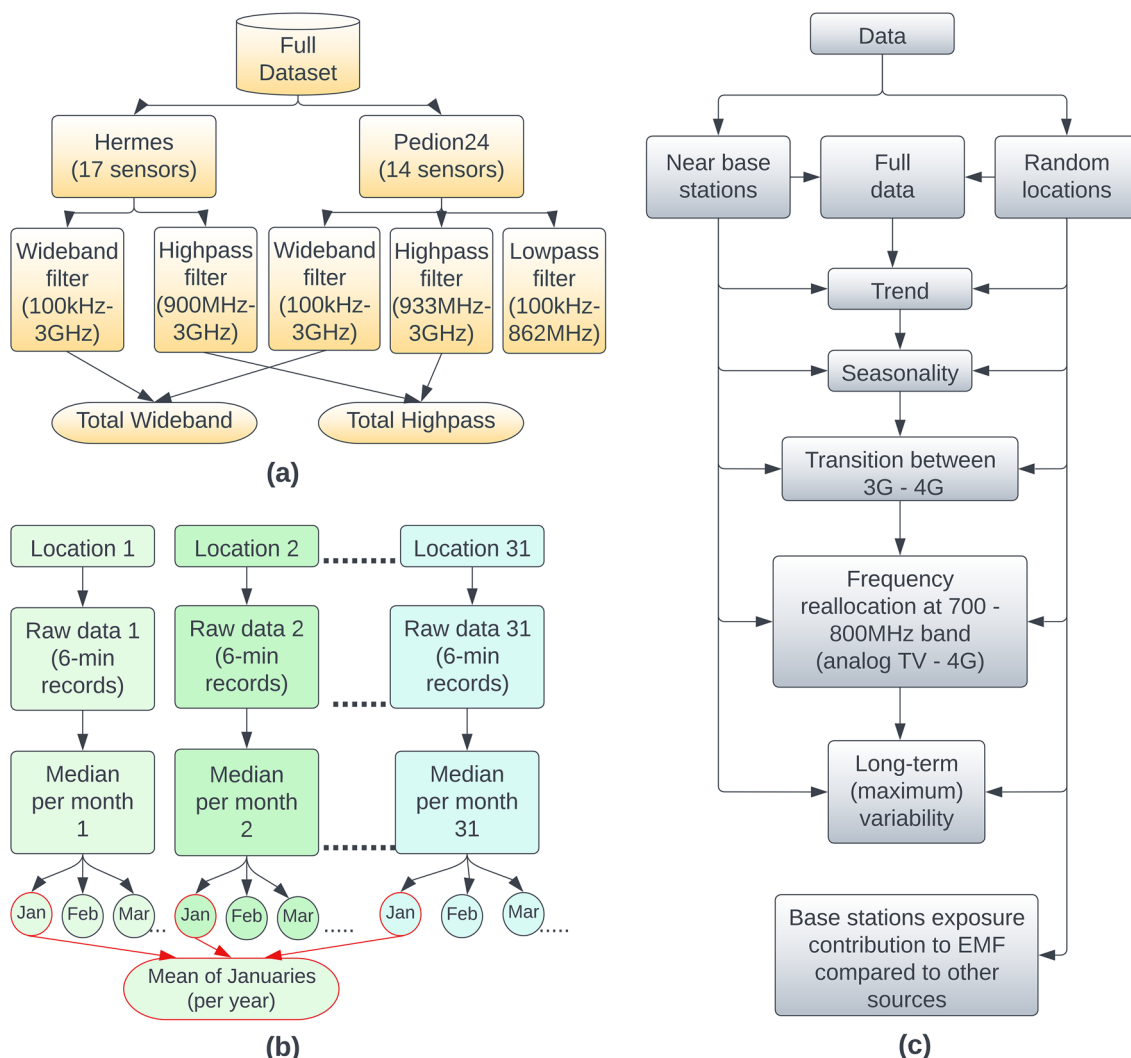 Full
Dataset
Hermes
(17 sensors)
Pedion24
(14 sensors)
Wideband
filter
(100kHz-
3GHz)
Highpass
filter
(900MHz-
3GHz)
Wideband
filter
(100kHz-
3GHz)
Highpass
filter
(933MHz-
3GHz)
Lowpass
filter
(100kHz-
862MHz)
Total Wideband
Total Highpass
(a)
Location 1
Location 2
Location 31
Raw data 1
(6-min
records)
Raw data 2
(6-min
records)
Raw data 31
(6-min
records)
Median
per month
1
Median
per month
2
Median
per month
31
Jan
Feb
Mar
...
Jan
Feb
Mar
.....
Jan
Feb
Mar
.....
Mean of Januaries
(per year)
(b)
Data
Near base
stations
Full
data
Random
locations
Trend
Seasonality
Transition between
3G - 4G
Frequency
reallocation at 700 -
800MHz band
(analog TV - 4G)
Long-term
(maximum)
variability
Base stations exposure
contribution to EMF
compared to other
sources
(c)